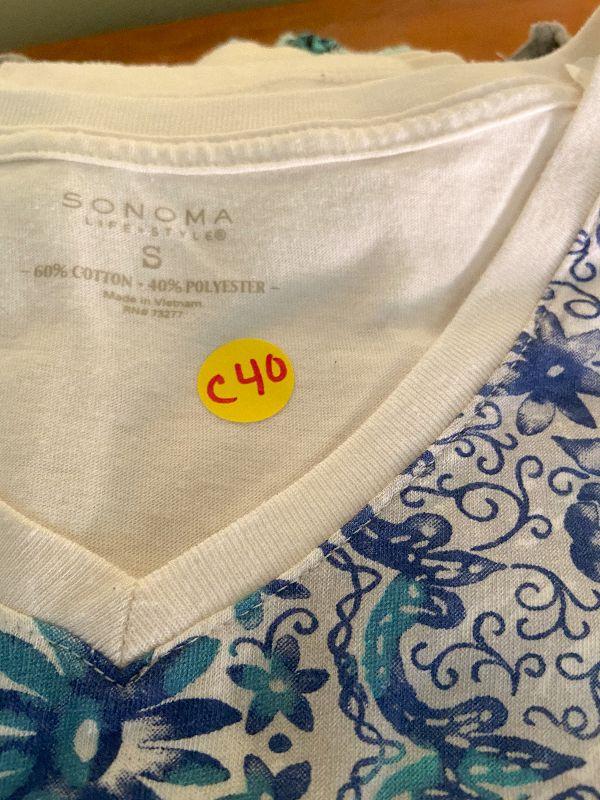 SONOMA
LIFE+STYLE®
S
- 60% COTTON • 40% POLYESTER -
Made in Vietnam
RN# 73277
C40